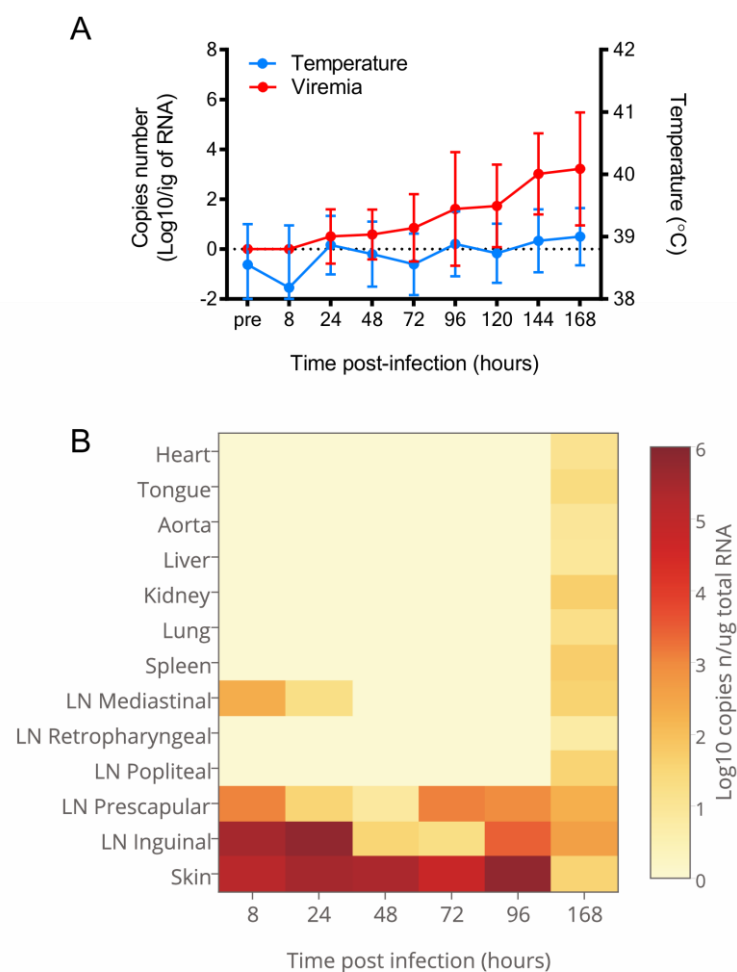 A
8
6
4
2
0
-2
Copies number
(Log10/ig of RNA)
Temperature
Viremia
42
41
40
39
38
Temperature (°C)
pre 8 24 48 72 96 120 144 168
Time post-infection (hours)
B
Heart
Tongue
Aorta
Liver
Kidney
Lung
Spleen
LN Mediastinal
LN Retropharyngeal
LN Popliteal
LN Prescapular
LN Inguinal
Skin
8 24 48 72 96 168
Time post infection (hours)
6
5
4
3
2
1
0
Log10 copies n/ug total RNA